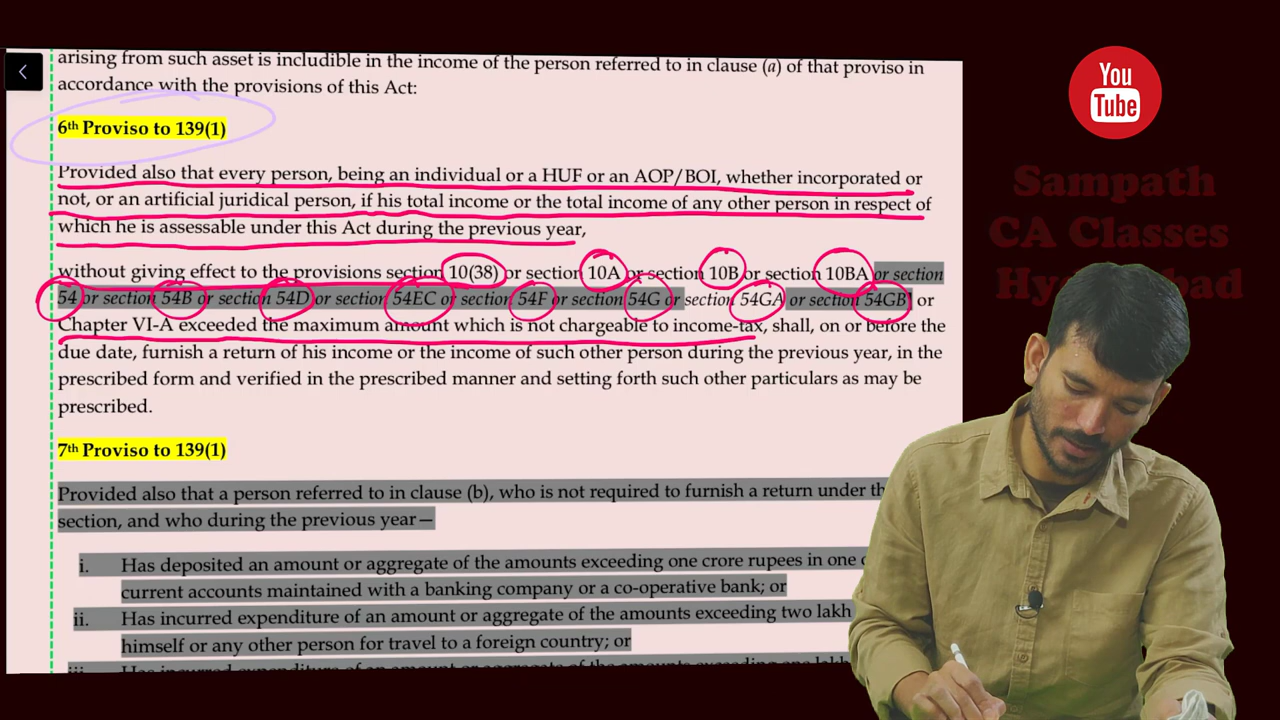 arising from such asset is includible in the income of the person referred to in clause (a) of that proviso in
accordance with the provisions of this Act:
6th Proviso to 139(1)
Provided also that every person, being an individual or a HUF or an AOP/BOI, whether incorporated or
not, or an artificial juridical person, if his total income or the total income of any other person in respect of
which he is assessable under this Act during the previous year,
without giving effect to the provisions section 10(38) or section 10A or section 10B or section 10BA or section
54 or section 54B or section 54D or section 54EC or section 54F or section 54G or section 54GA or section 54GB or
Chapter VI-A exceeded the maximum amount which is not chargeable to income-tax, shall, on or before the
due date, furnish a return of his income or the income of such other person during the previous year, in the
prescribed form and verified in the prescribed manner and setting forth such other particulars as may be
prescribed.
7th Proviso to 139(1)
Provided also that a person referred to in clause (b), who is not required to furnish a return under
section, and who during the previous year—
i. Has deposited an amount or aggregate of the amounts exceeding one crore rupees in one
current accounts maintained with a banking company or a co-operative bank; or
ii. Has incurred expenditure of an amount or aggregate of the amounts exceeding two lakh
himself or any other person for travel to a foreign country; or
You
Tube
Sampath
CA Classes